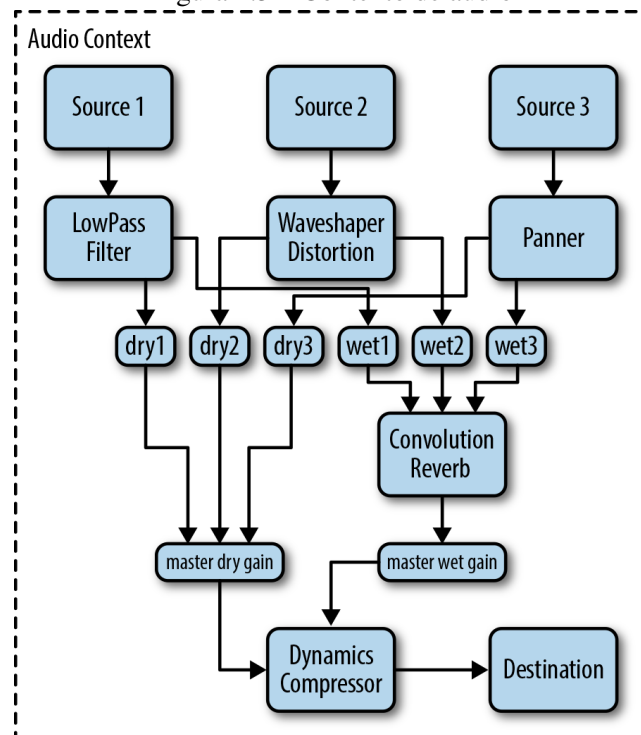 Audio Context
Source 1
Source 2
Source 3
LowPass
Filter
Waveshaper
Distortion
Panner
dry1
dry2
dry3
wet1
wet2
wet3
Convolution
Reverb
master dry gain
master wet gain
Dynamics
Compressor
Destination